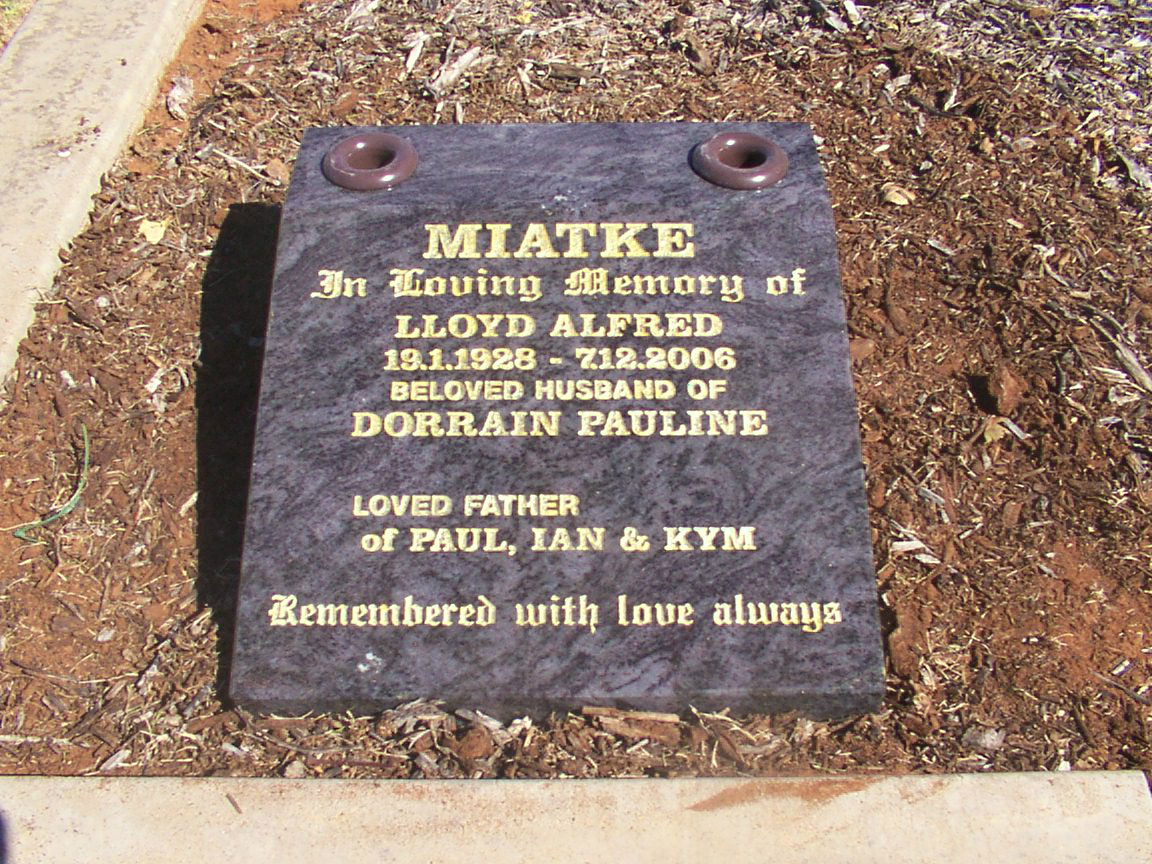 MIATKE
In Loving Memory of
LLOYD ALFRED
19.1.1928 - 7.12.2006
BELOVED HUSBAND OF
DORRAIN PAULINE
LOVED FATHER
of PAUL, IAN & KYM
Remembered with love always